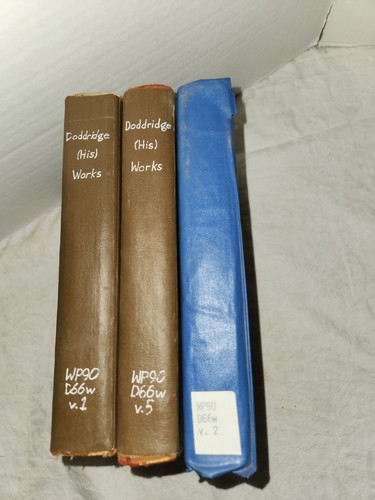 Doddridge
(His)
Works
WP90
D66w
v.1
Doddridge
(His)
Works
WP90
D66w
v.5
WP90
D66w
v. 2